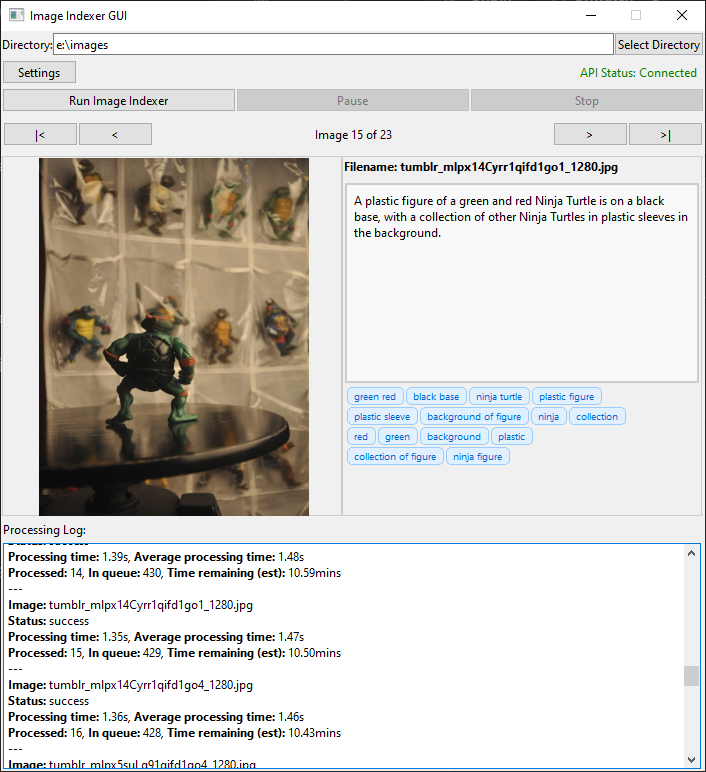 Image Indexer GUI
Directory: e:\images Select Directory
Settings API Status: Connected
Run Image Indexer Pause Stop
|< < Image 15 of 23 > >|
Filename: tumblr_mlpx14Cyrr1qifd1go1_1280.jpg
A plastic figure of a green and red Ninja Turtle is on a black
base, with a collection of other Ninja Turtles in plastic sleeves in
the background.
green red black base ninja turtle plastic figure
plastic sleeve background of figure ninja collection
red green background plastic
collection of figure ninja figure
Processing Log:
Status: success
Processing time: 1.39s, Average processing time: 1.48s
Processed: 14, In queue: 430, Time remaining (est): 10.59mins
---
Image: tumblr_mlpx14Cyrr1qifd1go1_1280.jpg
Status: success
Processing time: 1.35s, Average processing time: 1.47s
Processed: 15, In queue: 429, Time remaining (est): 10.50mins
---
Image: tumblr_mlpx14Cyrr1qifd1go4_1280.jpg
Status: success
Processing time: 1.36s, Average processing time: 1.46s
Processed: 16, In queue: 428, Time remaining (est): 10.43mins
---
Image: